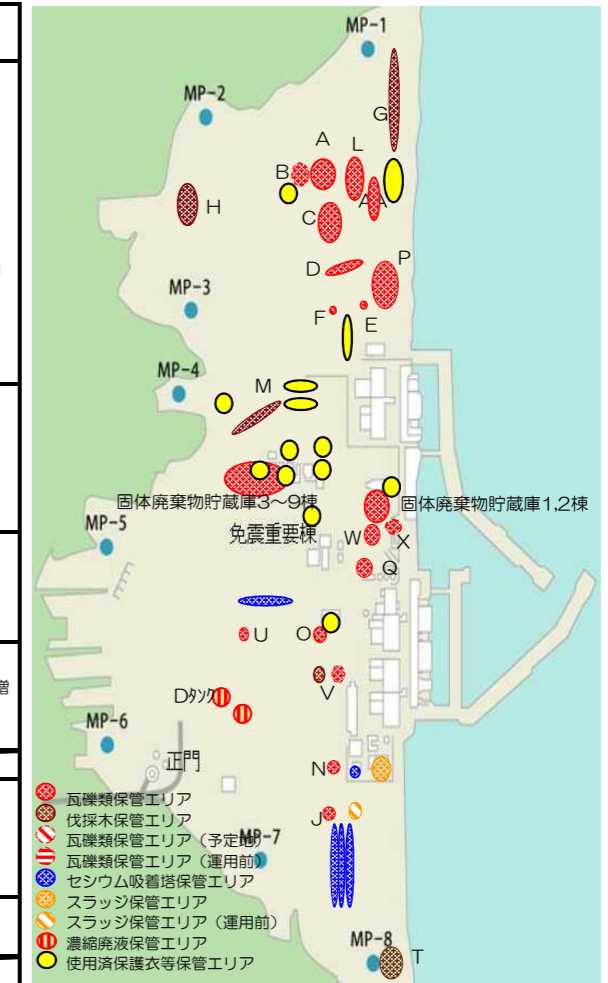 MP-1
G
MP-2
A
L
B
AA
H
C
D
P
MP-3
F
E
MP-4
M
固体廃棄物貯蔵庫3~9棟
固体廃棄物貯蔵庫1,2棟
免震重要棟
W
X
MP-5
Q
U
O
増
V
Dタンク
MP-6
正門
N
J
瓦礫類保管エリア
伐採木保管エリア
瓦礫類保管エリア(予定地)
MP-7
瓦礫類保管エリア(運用前)
セシウム吸着塔保管エリア
スラッジ保管エリア
スラッジ保管エリア(運用前)
濃縮廃液保管エリア
MP-8
T
使用済保護衣等保管エリア